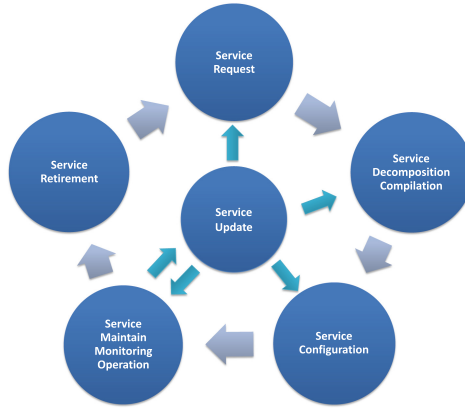 Service
Request
Service
Decomposition
Compilation
Service
Retirement
Service
Update
Service
Maintain
Monitoring
Operation
Service
Configuration